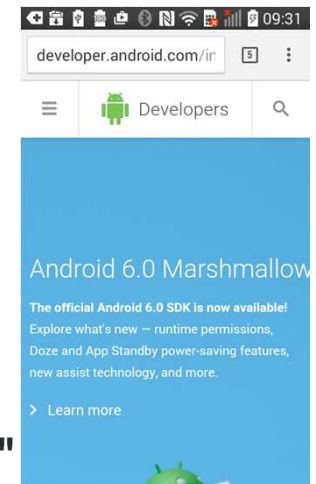 09:31
developer.android.com/in
5
Developers
Android 6.0 Marshmallow
The official Android 6.0 SDK is now available!
Explore what's new — runtime permissions,
Doze and App Standby power-saving features,
new assist technology, and more.
> Learn more
"